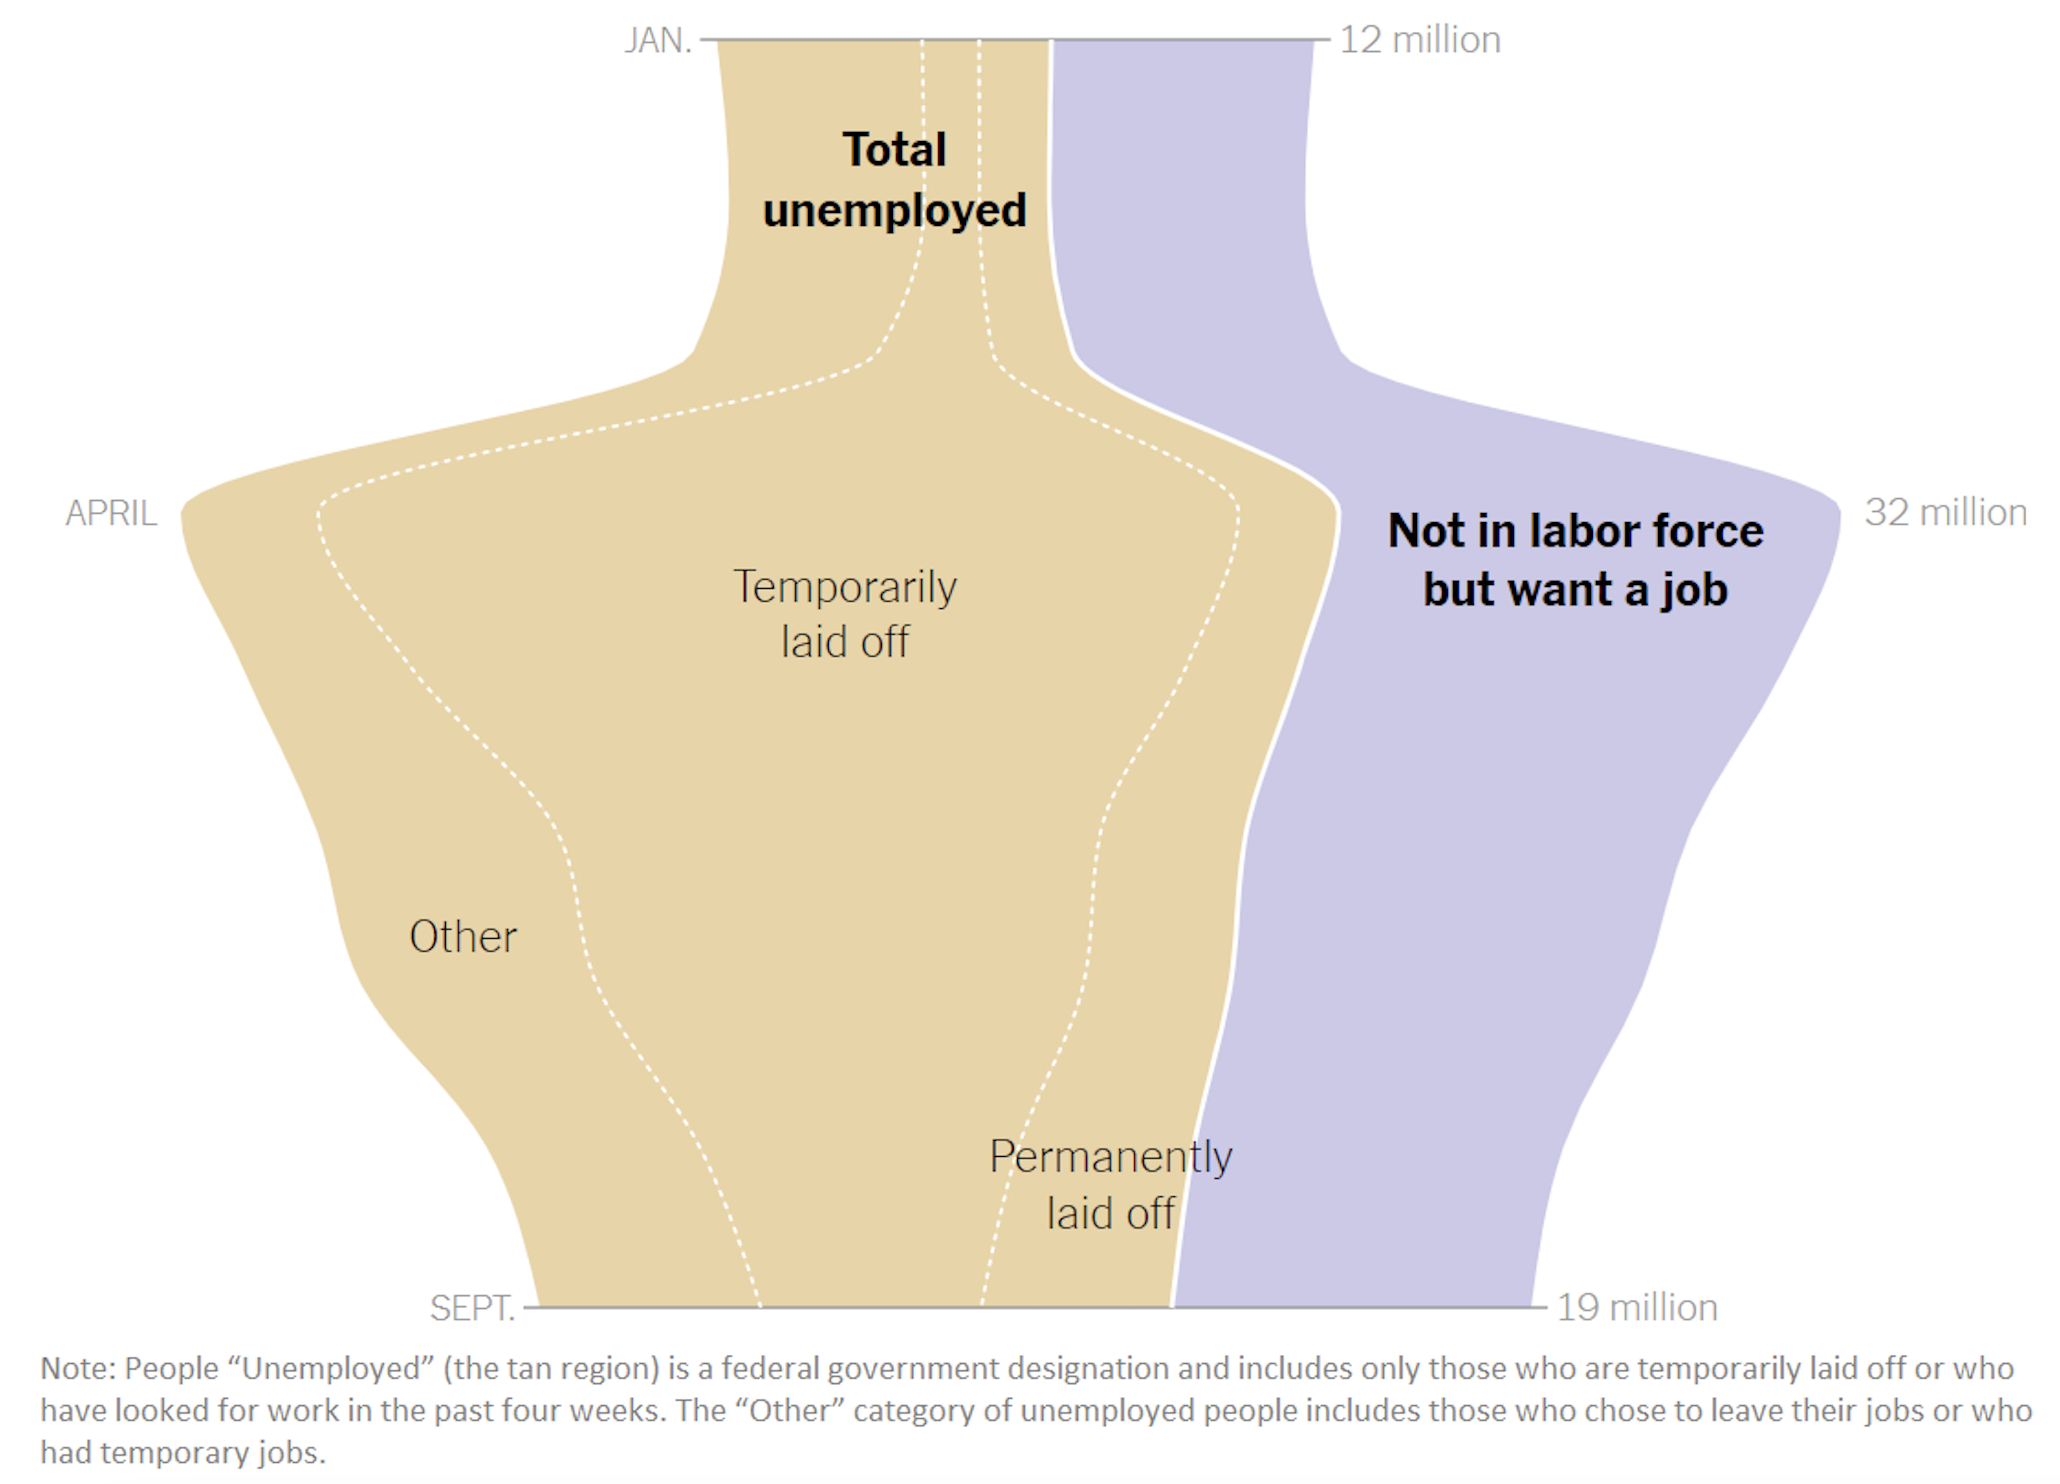 JAN.
12 million
Total
unemployed
APRIL
32 million
Not in labor force
but want a job
Temporarily
laid off
Other
Permanently
laid off
SEPT.
19 million
Note: People “Unemployed” (the tan region) is a federal government designation and includes only those who are temporarily laid off or who
have looked for work in the past four weeks. The “Other” category of unemployed people includes those who chose to leave their jobs or who
had temporary jobs.